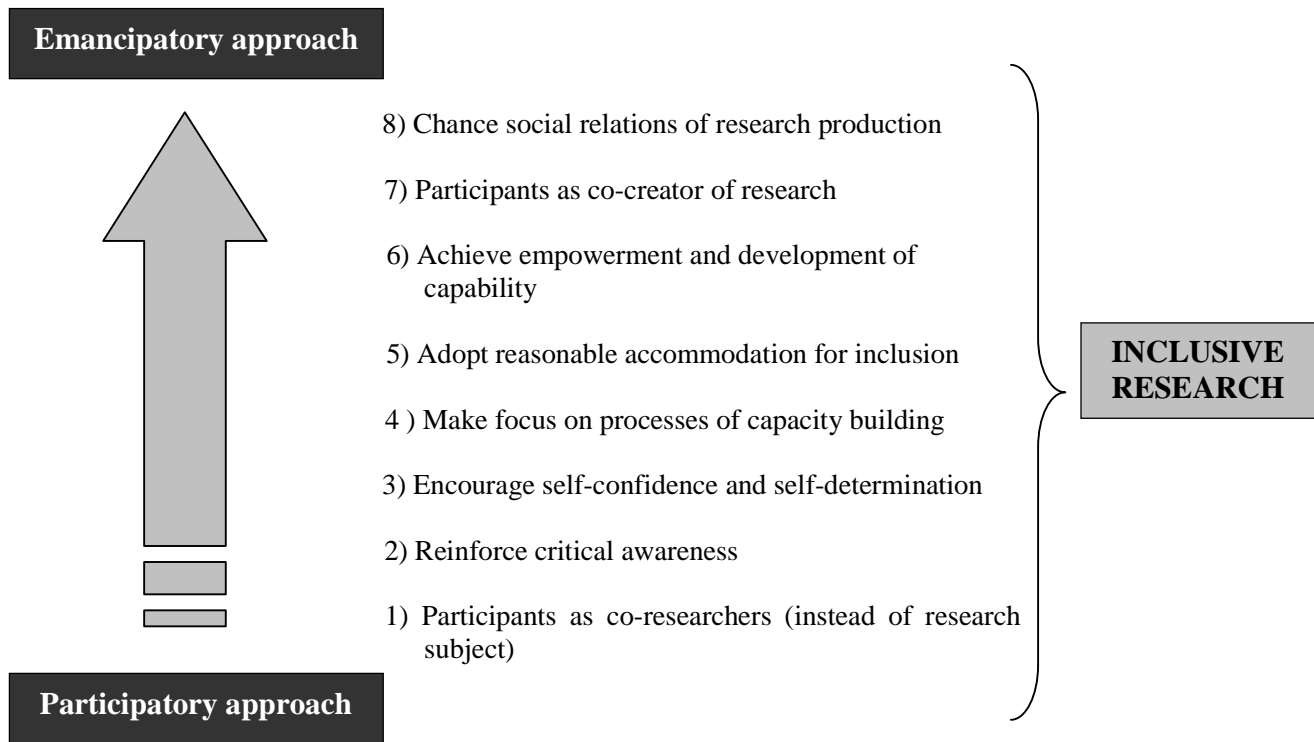 Emancipatory approach
8) Chance social relations of research production
7) Participants as co-creator of research
6) Achieve empowerment and development of
capability
5) Adopt reasonable accommodation for inclusion
4 ) Make focus on processes of capacity building
3) Encourage self-confidence and self-determination
2) Reinforce critical awareness
1) Participants as co-researchers (instead of research
subject)
INCLUSIVE
RESEARCH
Participatory approach